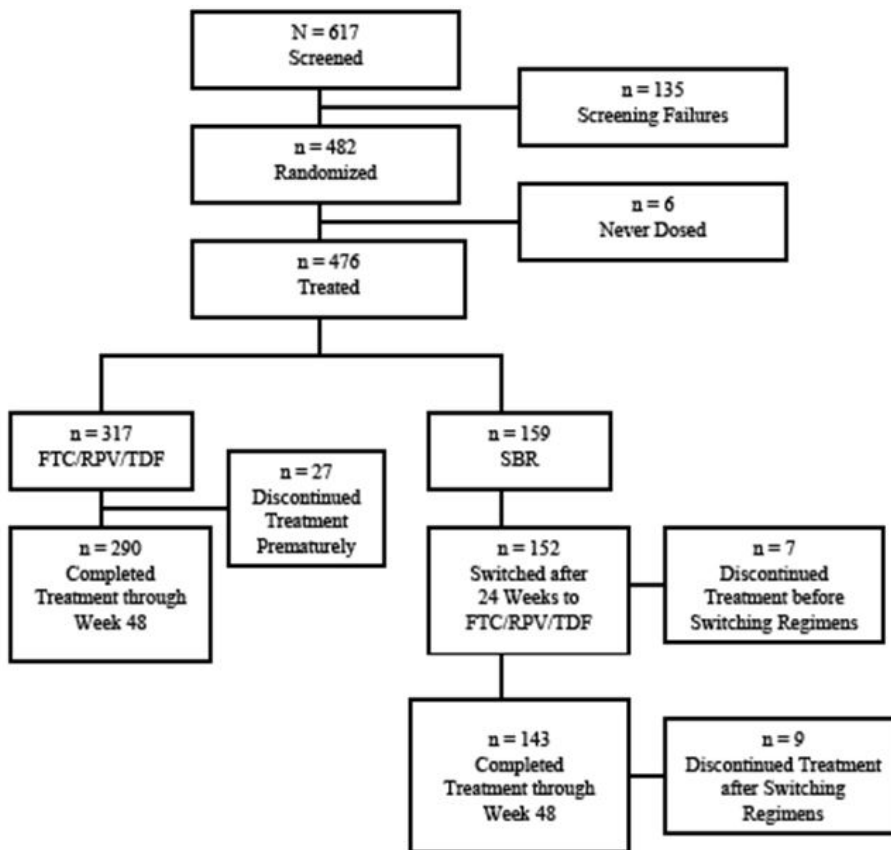 N = 617
Screened
n = 135
Screening Failures
n = 482
Randomized
n = 6
Never Dosed
n = 476
Treated
n = 317
FTC/RPV/TDF
n = 159
SBR
n = 27
Discontinued
Treatment
Prematurely
n = 290
Completed
Treatment through
Week 48
n = 152
Switched after
24 Weeks to
FTC/RPV/TDF
n = 7
Discontinued
Treatment before
Switching Regimens
n = 143
Completed
Treatment through
Week 48
n = 9
Discontinued Treatment
after Switching
Regimens